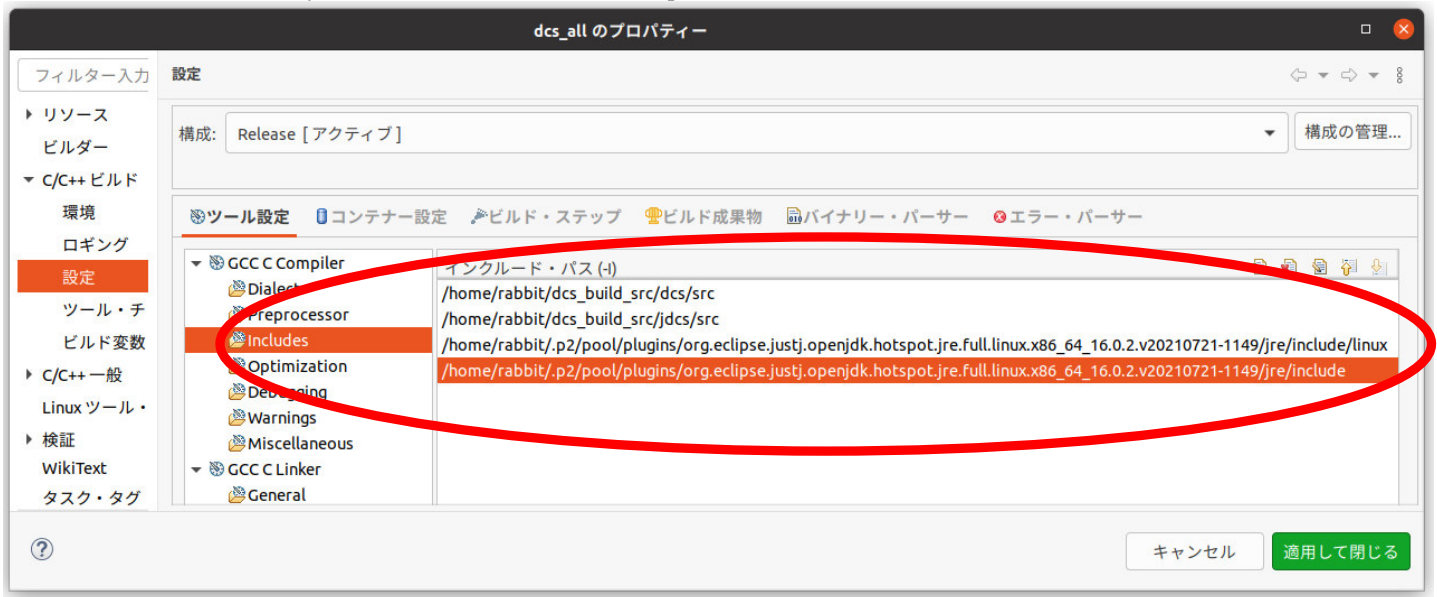 dcs_all のプロパティー
フィルター入力
設定
リソース
ビルダー
C/C++ ビルド
環境
ロギング
設定
ツール・チ
ビルド変数
C/C++ 一般
Linux ツール・
検証
WikiText
タスク・タグ
構成:
Release [ アクティブ ]
構成の管理...
ツール設定
コンテナー設定
ビルド・ステップ
ビルド成果物
バイナリー・パーサー
エラー・パーサー
GCC C Compiler
Dialect
Preprocessor
Includes
Optimization
Debugging
Warnings
Miscellaneous
GCC C Linker
General
インクルード・パス (-I)
/home/rabbit/dcs_build_src/dcs/src
/home/rabbit/dcs_build_src/jdcs/src
/home/rabbit/.p2/pool/plugins/org.eclipse.justj.openjdk.hotspot.jre.full.linux.x86_64_16.0.2.v20210721-1149/jre/include/linux
/home/rabbit/.p2/pool/plugins/org.eclipse.justj.openjdk.hotspot.jre.full.linux.x86_64_16.0.2.v20210721-1149/jre/include
キャンセル
適用して閉じる